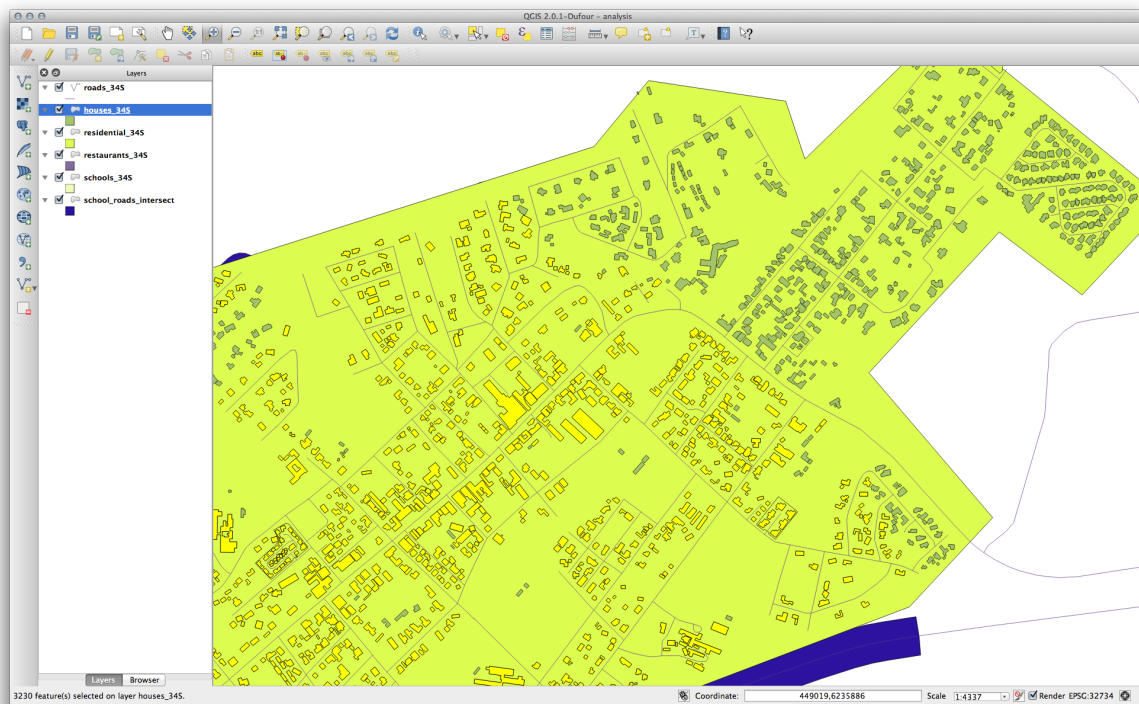 QGIS 2.0.1-Dufour - analysis
Layers
roads_34S
houses_34S
residential_34S
restaurants_34S
schools_34S
school_roads_intersect
Layers Browser
3230 feature(s) selected on layer houses_34S.
Coordinate: 449019,6235886 Scale 1:4337 Render EPSG:32734